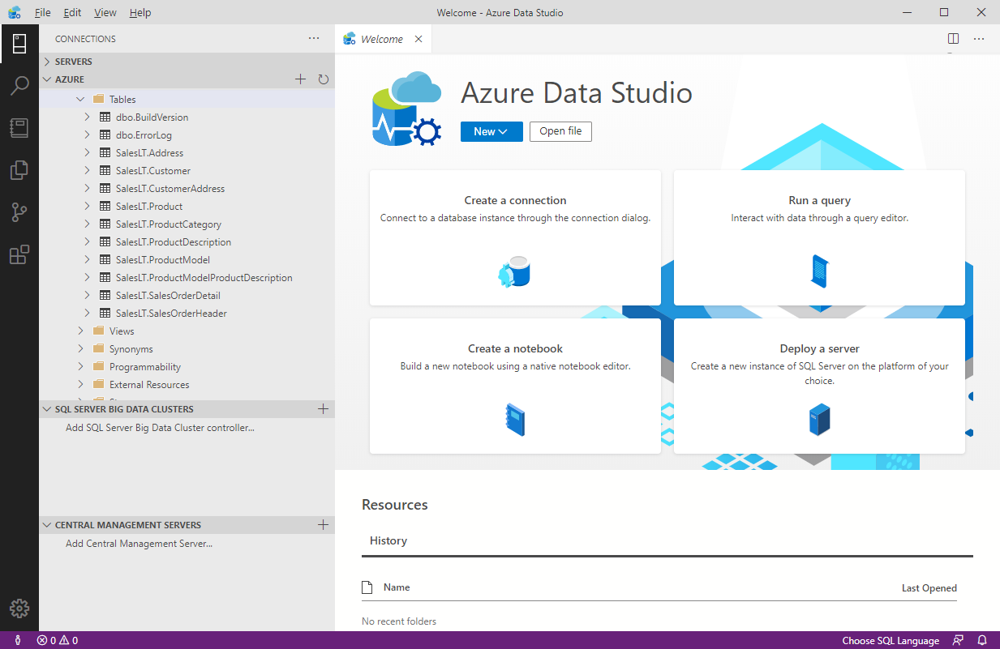 File Edit View Help
Welcome - Azure Data Studio
CONNECTIONS
SERVERS
AZURE
Tables
dbo.BuildVersion
dbo.ErrorLog
SalesLT.Address
SalesLT.Customer
SalesLT.CustomerAddress
SalesLT.Product
SalesLT.ProductCategory
SalesLT.ProductDescription
SalesLT.ProductModel
SalesLT.ProductModelProductDescription
SalesLT.SalesOrderDetail
SalesLT.SalesOrderHeader
Views
Synonyms
Programmability
External Resources
SQL SERVER BIG DATA CLUSTERS
Add SQL Server Big Data Cluster controller...
CENTRAL MANAGEMENT SERVERS
Add Central Management Server...
Welcome
Azure Data Studio
New
Open file
Create a connection
Connect to a database instance through the connection dialog.
Run a query
Interact with data through a query editor.
Create a notebook
Build a new notebook using a native notebook editor.
Deploy a server
Create a new instance of SQL Server on the platform of your
choice.
Resources
History
Name
Last Opened
No recent folders
0 0
Choose SQL Language